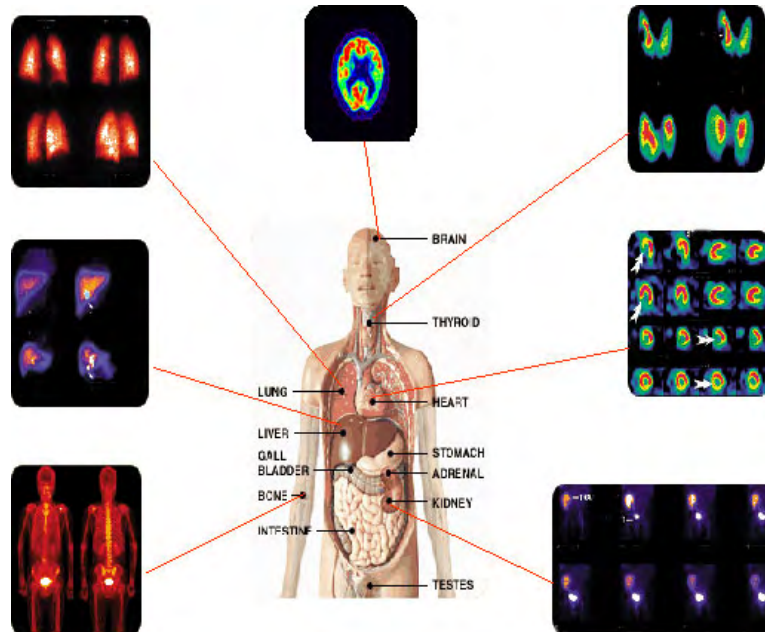 BRAIN
THYROID
LUNG
HEART
LIVER
STOMACH
GALL
BLADDER
ADRENAL
BONE
KIDNEY
INTESTINE
TESTES